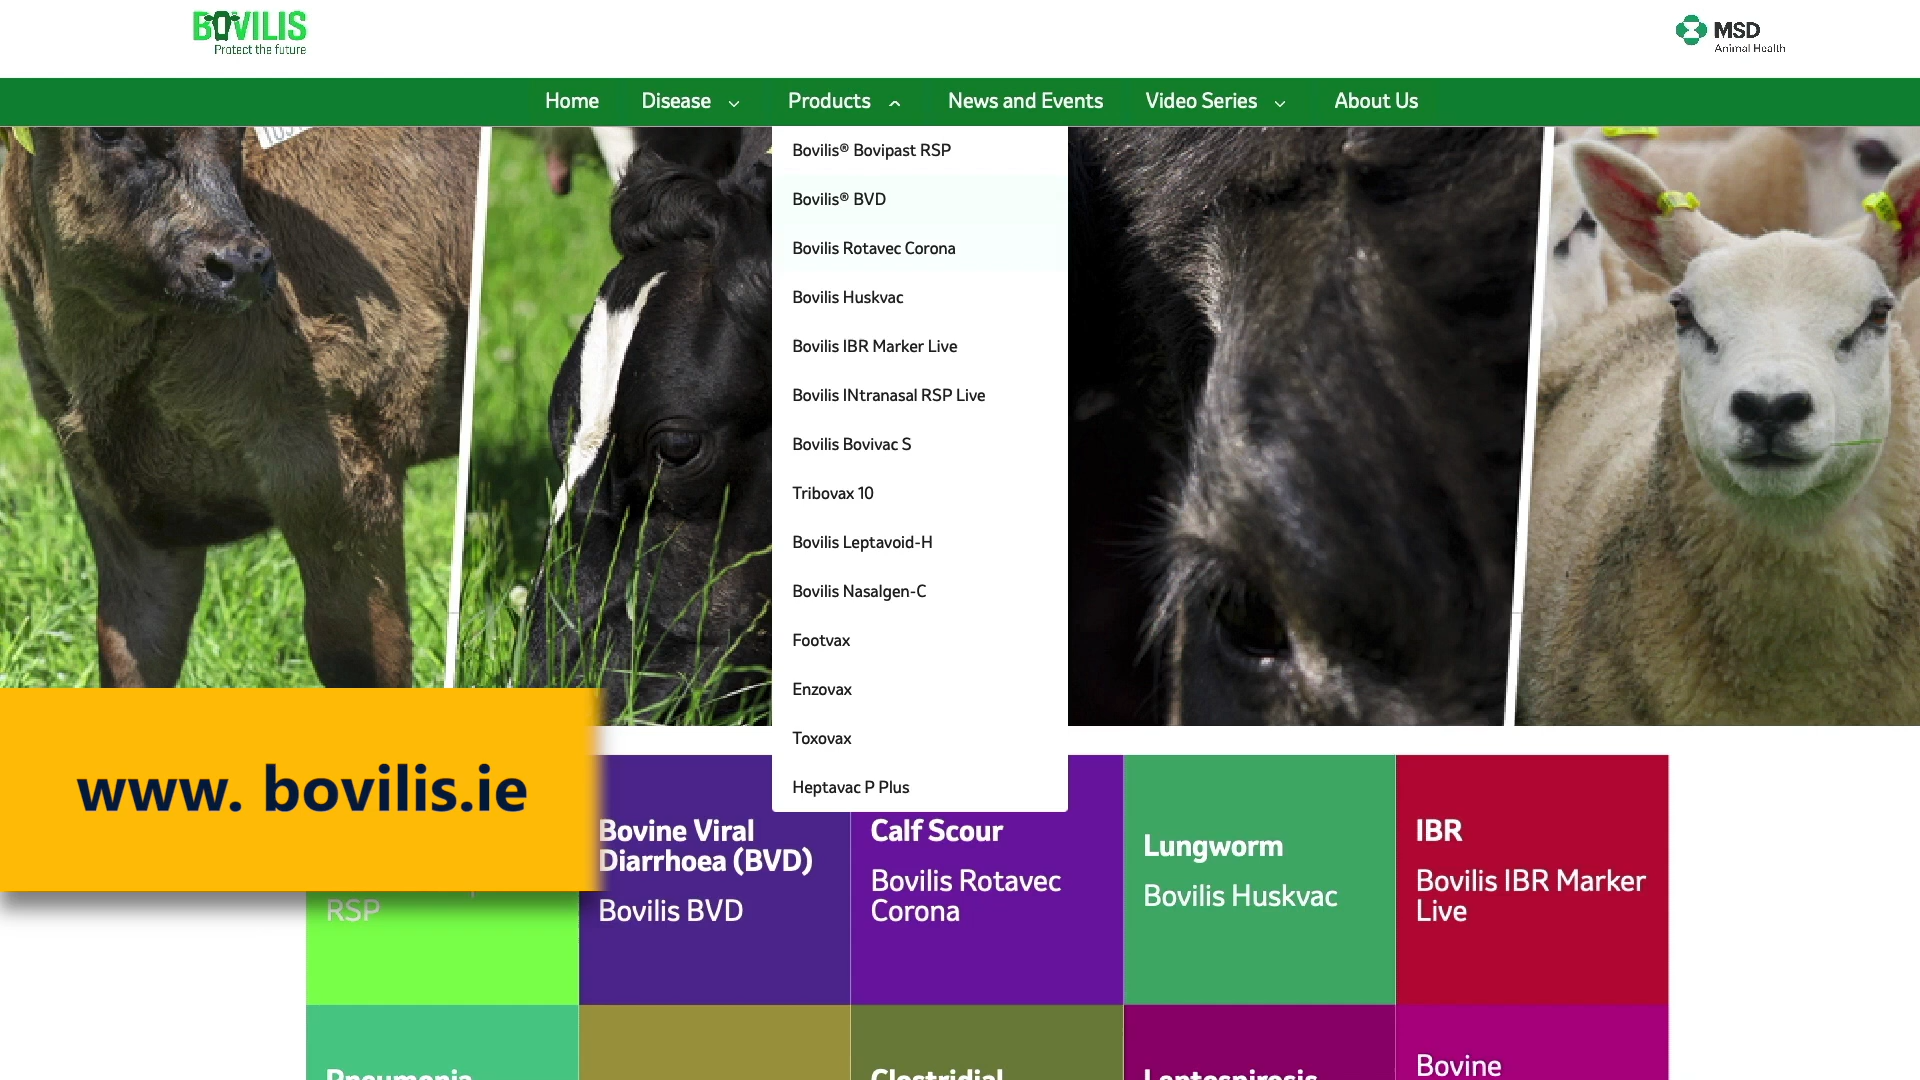 BOVILIS
Protect the future
MSD
Animal Health
Home Disease Products News and Events Video Series About Us
Bovilis® Bovipast RSP
Bovilis® BVD
Bovilis Rotavec Corona
Bovilis Huskvac
Bovilis IBR Marker Live
Bovilis INtranasal RSP Live
Bovilis Bovivac S
Tribovax 10
Bovilis Leptavoid-H
Bovilis Nasalgen-C
Footvax
Enzovax
Toxovax
Heptavac P Plus
www. bovilis.ie
RSP
Bovine Viral
Diarrhoea (BVD)
Bovilis BVD
Calf Scour
Bovilis Rotavec
Corona
Lungworm
Bovilis Huskvac
IBR
Bovilis IBR Marker
Live
Pneumonia
Clostridial
Leptospirosis
Bovine